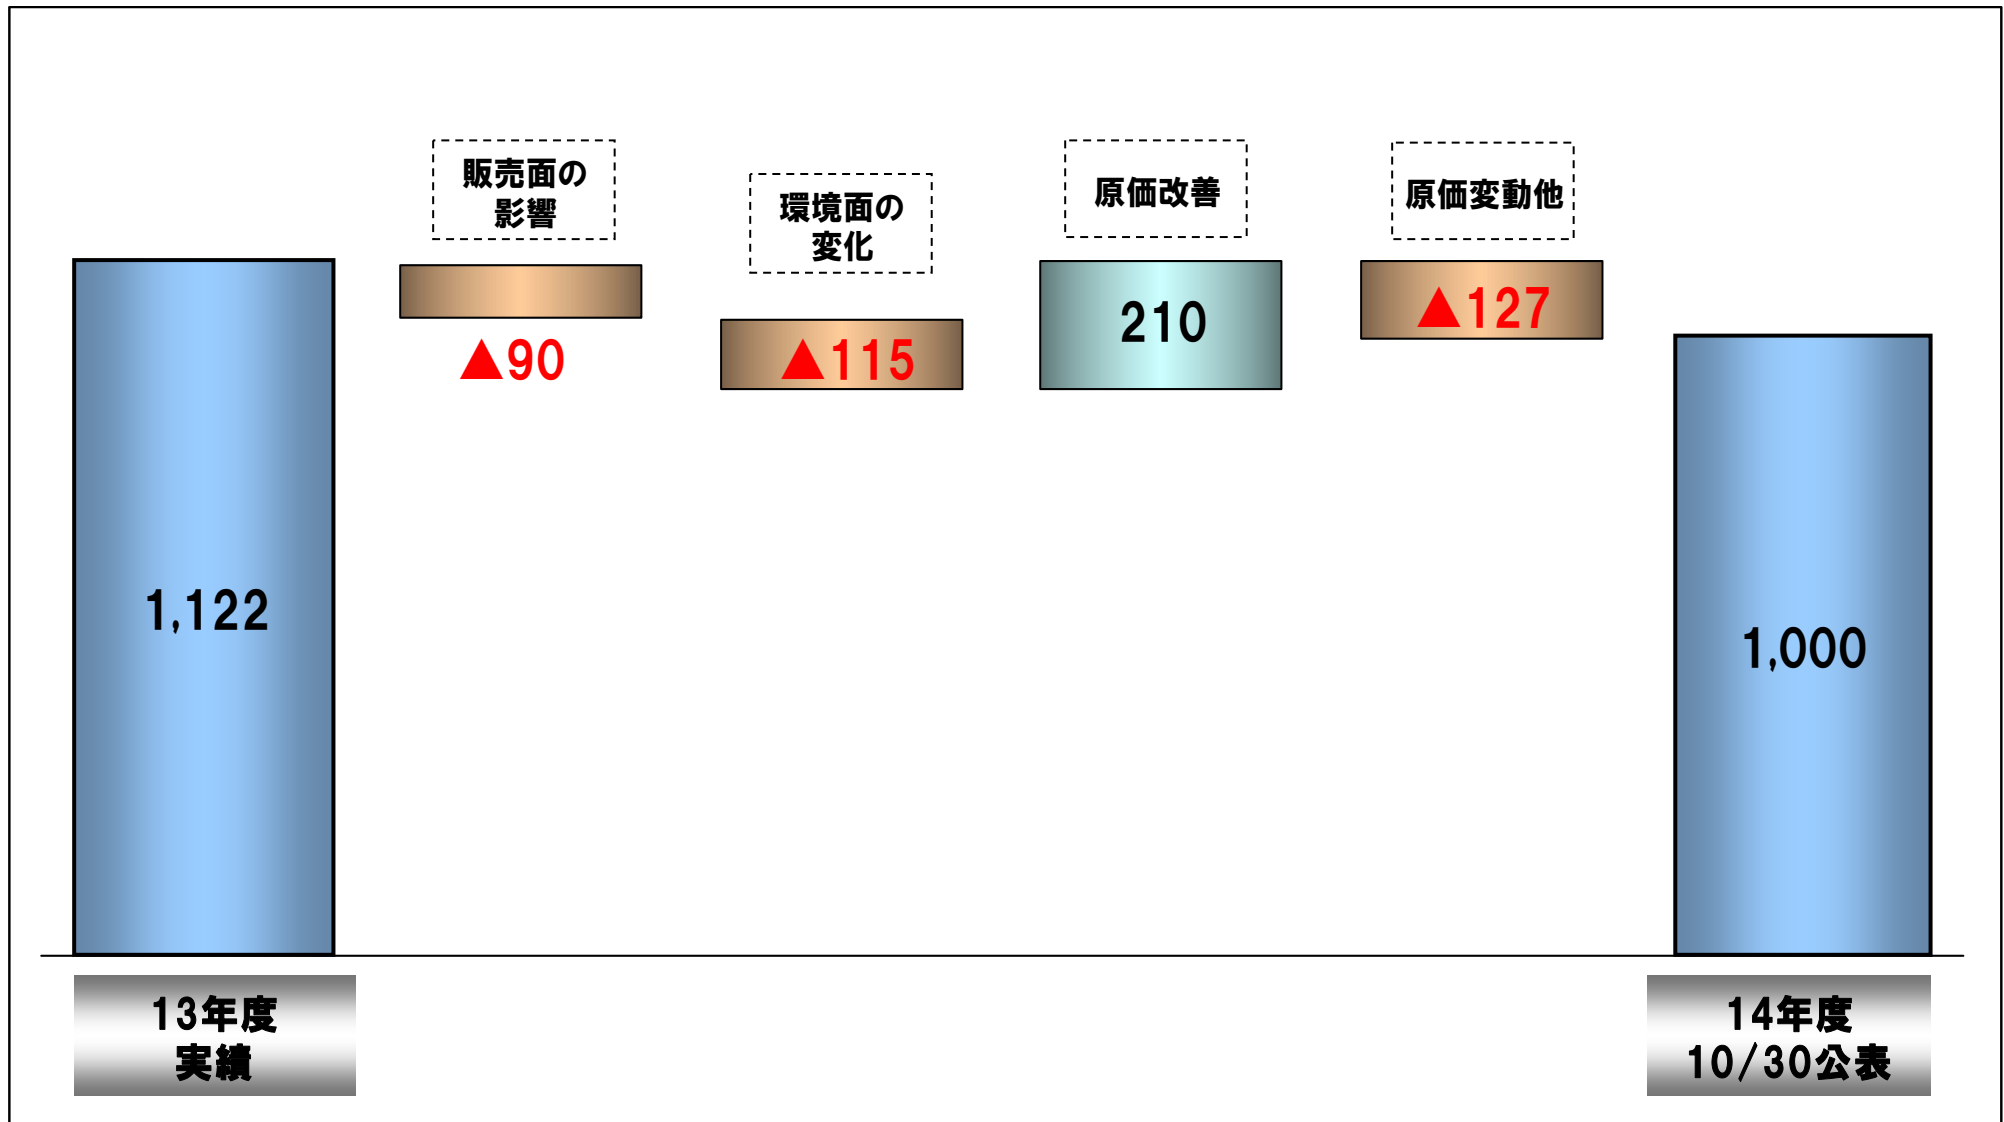 販売面の
影響
環境面の
変化
原価改善
原価変動他
▲90
▲115
210
▲127
1,122
1,000
13年度
実績
14年度
10/30公表